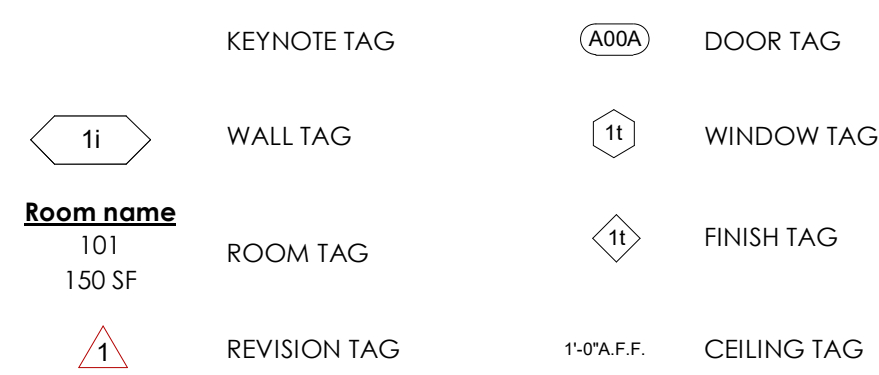 KEYNOTE TAG
A00A DOOR TAG
1i WALL TAG
1t WINDOW TAG
Room name
101
150 SF
ROOM TAG
1t FINISH TAG
1 REVISION TAG
1'-0"A.F.F. CEILING TAG